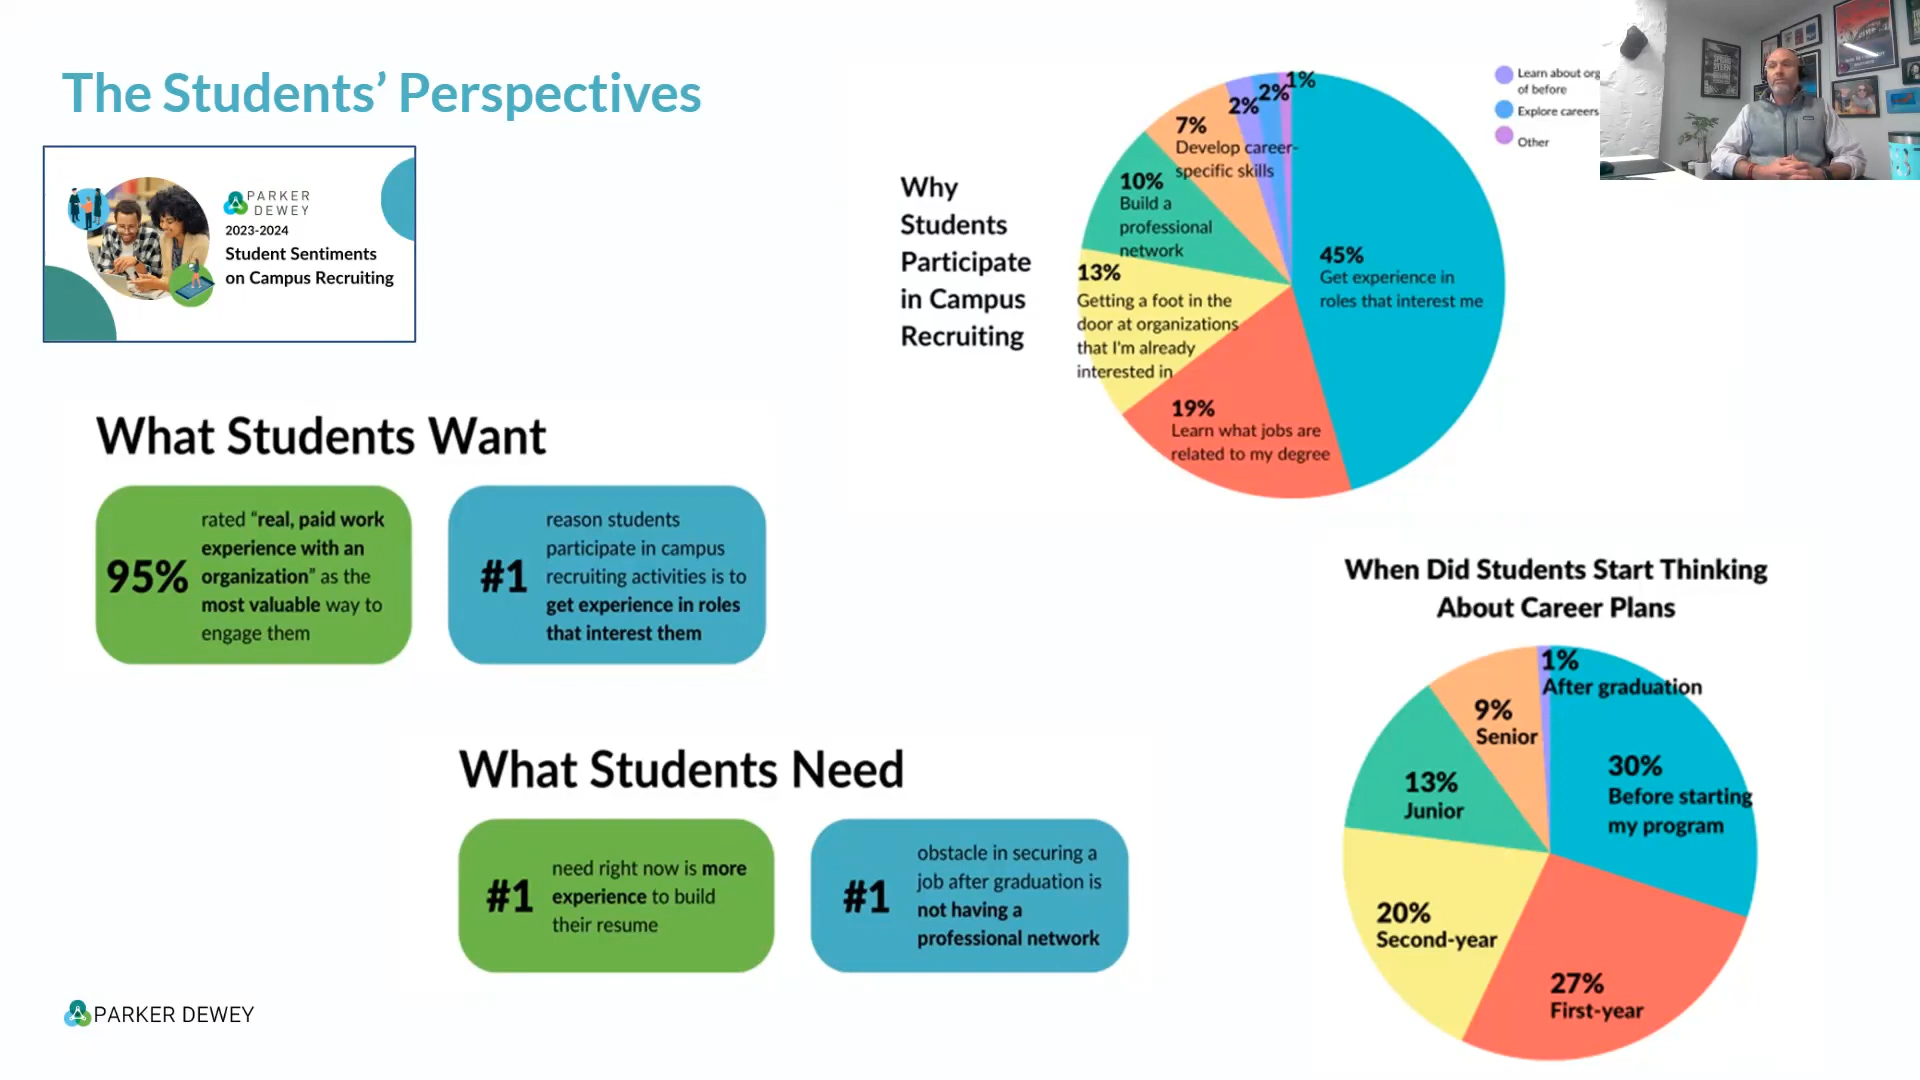 The Students’ Perspectives
PARKER
DEWEY
2023-2024
Student Sentiments
on Campus Recruiting
What Students Want
95%
rated “real, paid work
experience with an
organization” as the
most valuable way to
engage them
#1
reason students
participate in campus
recruiting activities is to
get experience in roles
that interest them
What Students Need
#1
need right now is more
experience to build
their resume
#1
obstacle in securing a
job after graduation is
not having a
professional network
Why
Students
Participate
in Campus
Recruiting
1%
2%
2%
7%
Develop career-
specific skills
10%
Build a
professional
network
13%
Getting a foot in the
door at organizations
that I'm already
interested in
19%
Learn what jobs are
related to my degree
45%
Get experience in
roles that interest me
Learn about org
of before
Explore careers
Other
When Did Students Start Thinking
About Career Plans
1%
After graduation
9%
Senior
13%
Junior
20%
Second-year
27%
First-year
30%
Before starting
my program
PARKER DEWEY